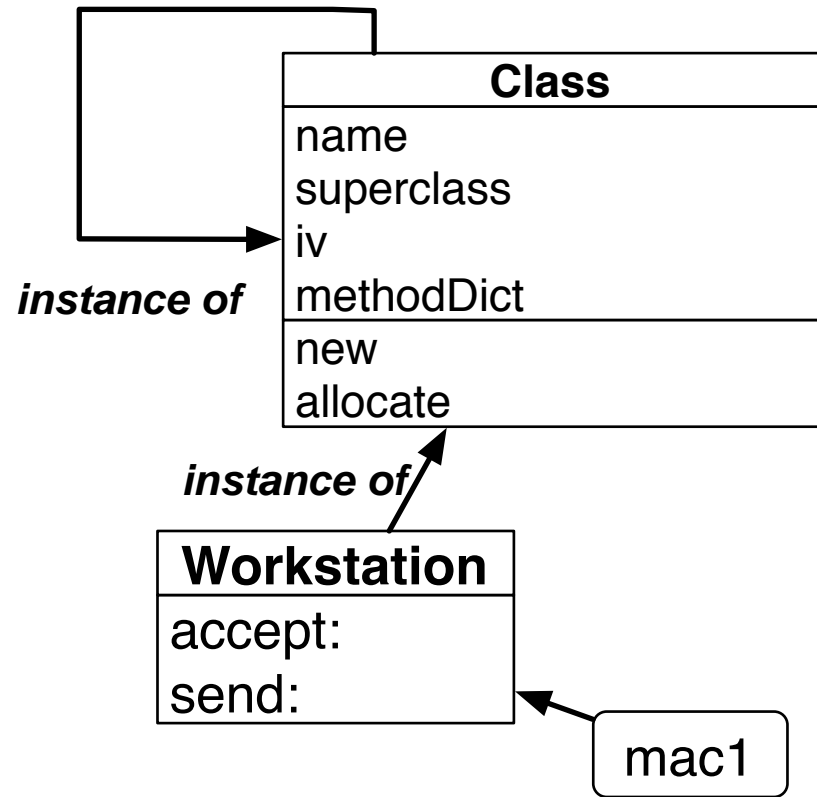 Class
name
superclass
iv
methodDict
instance of
new
allocate
instance of
Workstation
accept:
send:
mac1